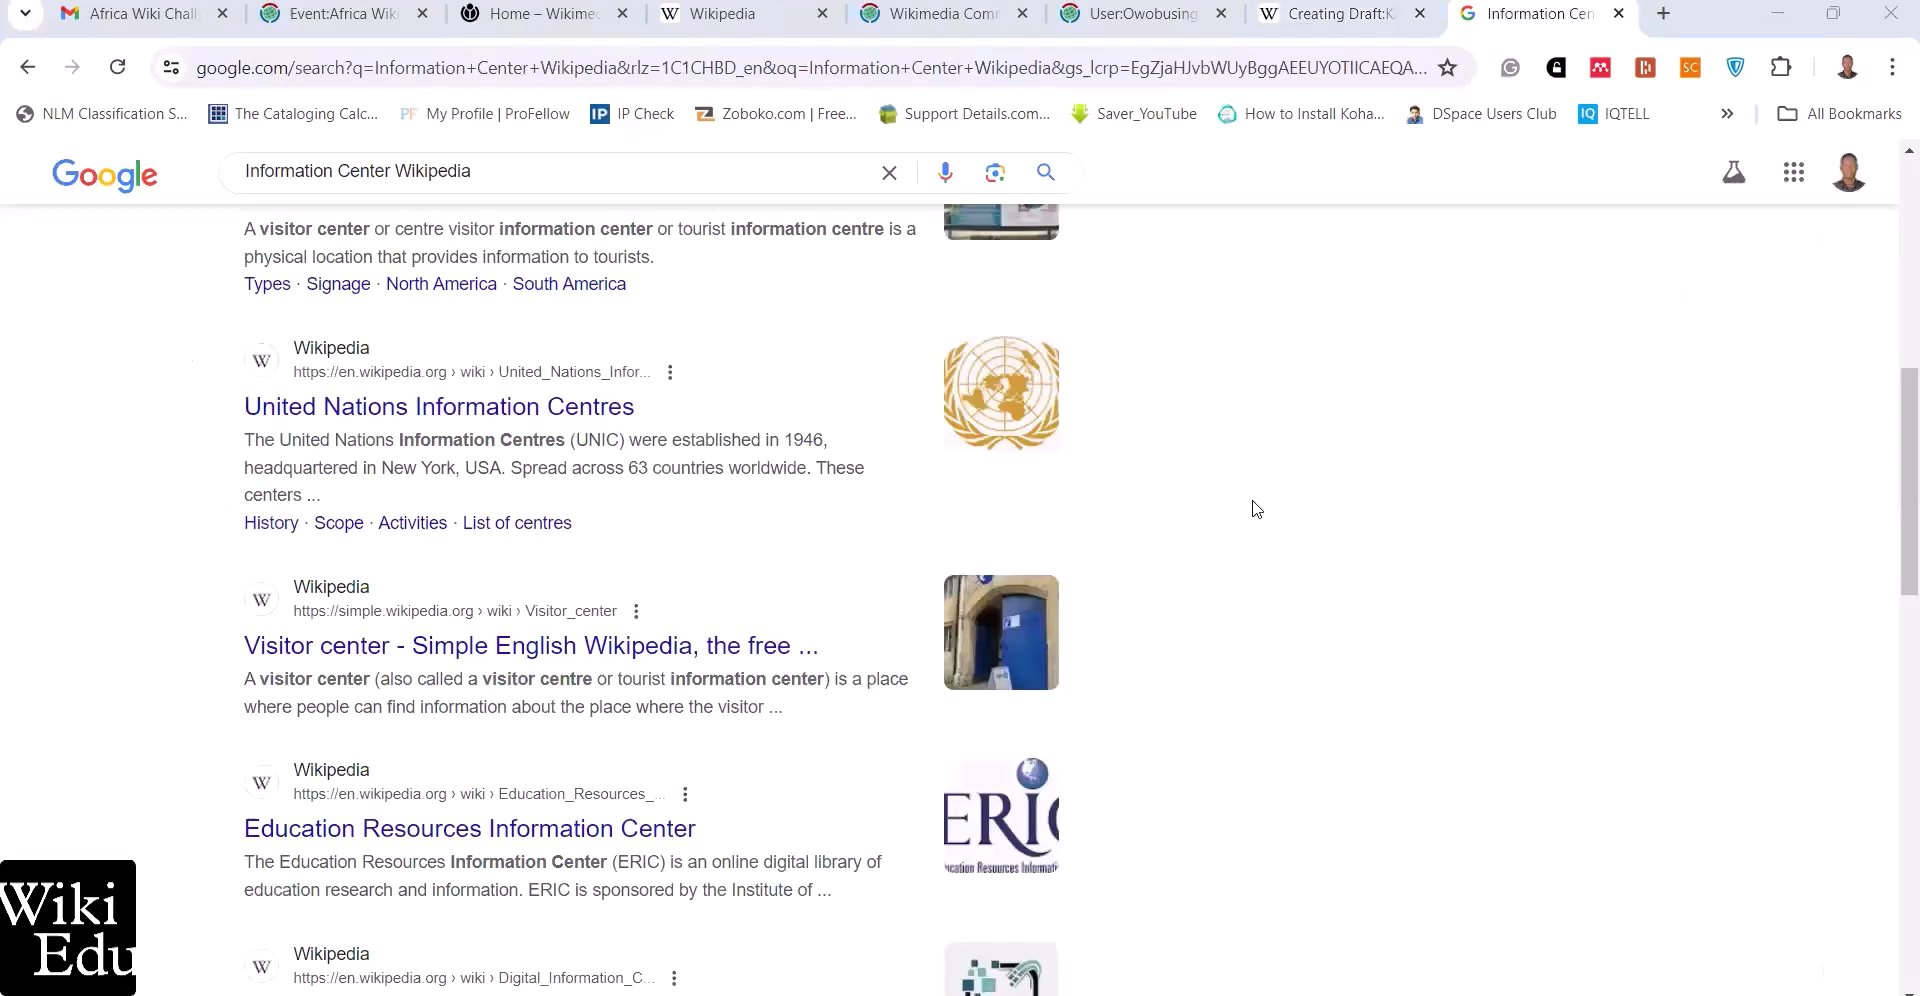 Africa Wiki Chall
Event:Africa Wiki
Home – Wikimed
Wikipedia
Wikimedia Comm
User:Owobusing
Creating Draft:K
Information Cen
google.com/search?q=Information+Center+Wikipedia&rlz=1C1CHBD_en&oq=Information+Center+Wikipedia&gs_lcrp=EgZjaHJvbWUyBggAEEUYOTIICAEQA...
NLM Classification S...
The Cataloging Calc...
PF My Profile | ProFellow
IP IP Check
Zoboko.com | Free...
Support Details.com...
Saver_YouTube
How to Install Koha...
DSpace Users Club
IQ IQTELL
All Bookmarks
Google
Information Center Wikipedia
A visitor center or centre visitor information center or tourist information centre is a
physical location that provides information to tourists.
Types · Signage · North America · South America
W Wikipedia
https://en.wikipedia.org › wiki › United_Nations_Infor...
United Nations Information Centres
The United Nations Information Centres (UNIC) were established in 1946,
headquartered in New York, USA. Spread across 63 countries worldwide. These
centers ...
History · Scope · Activities · List of centres
W Wikipedia
https://simple.wikipedia.org › wiki › Visitor_center
Visitor center - Simple English Wikipedia, the free ...
A visitor center (also called a visitor centre or tourist information center) is a place
where people can find information about the place where the visitor ...
W Wikipedia
https://en.wikipedia.org › wiki › Education_Resources_...
Education Resources Information Center
ERIC
The Education Resources Information Center (ERIC) is an online digital library of
education research and information. ERIC is sponsored by the Institute of ...
W Wikipedia
https://en.wikipedia.org › wiki › Digital_Information_C...
Wiki
Edu